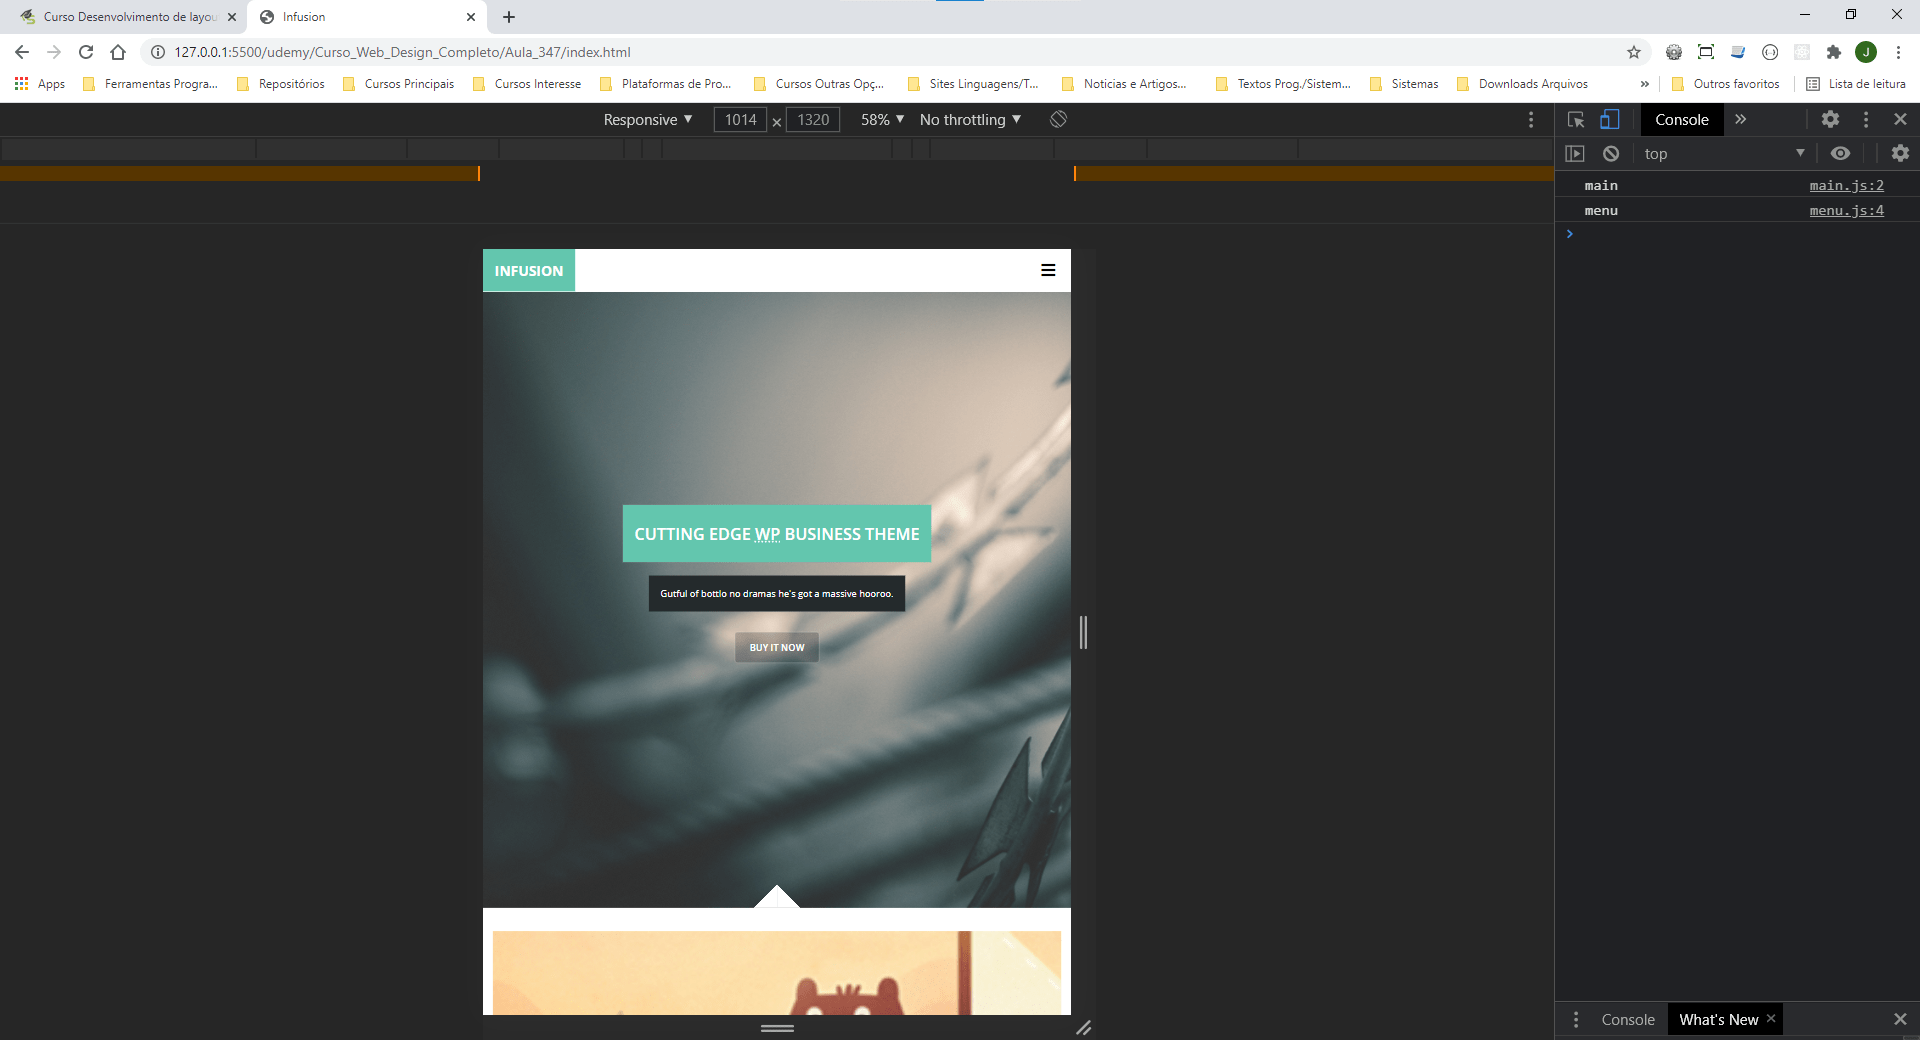 Curso Desenvolvimento de layou
Infusion
127.0.0.1:5500/udemy/Curso_Web_Design_Completo/Aula_347/index.html
J
Apps
Ferramentas Progra...
Repositórios
Cursos Principais
Cursos Interesse
Plataformas de Pro...
Cursos Outras Opç...
Sites Linguagens/T...
Noticias e Artigos...
Textos Prog./Sistem...
Sistemas
Downloads Arquivos
»
Outros favoritos
Lista de leitura
Responsive
1014 × 1320
58%
No throttling
Console
top
main main.js:2
menu menu.js:4
INFUSION
CUTTING EDGE WP BUSINESS THEME
Gutful of bottlo no dramas he's got a massive hooroo.
BUY IT NOW
Console
What's New